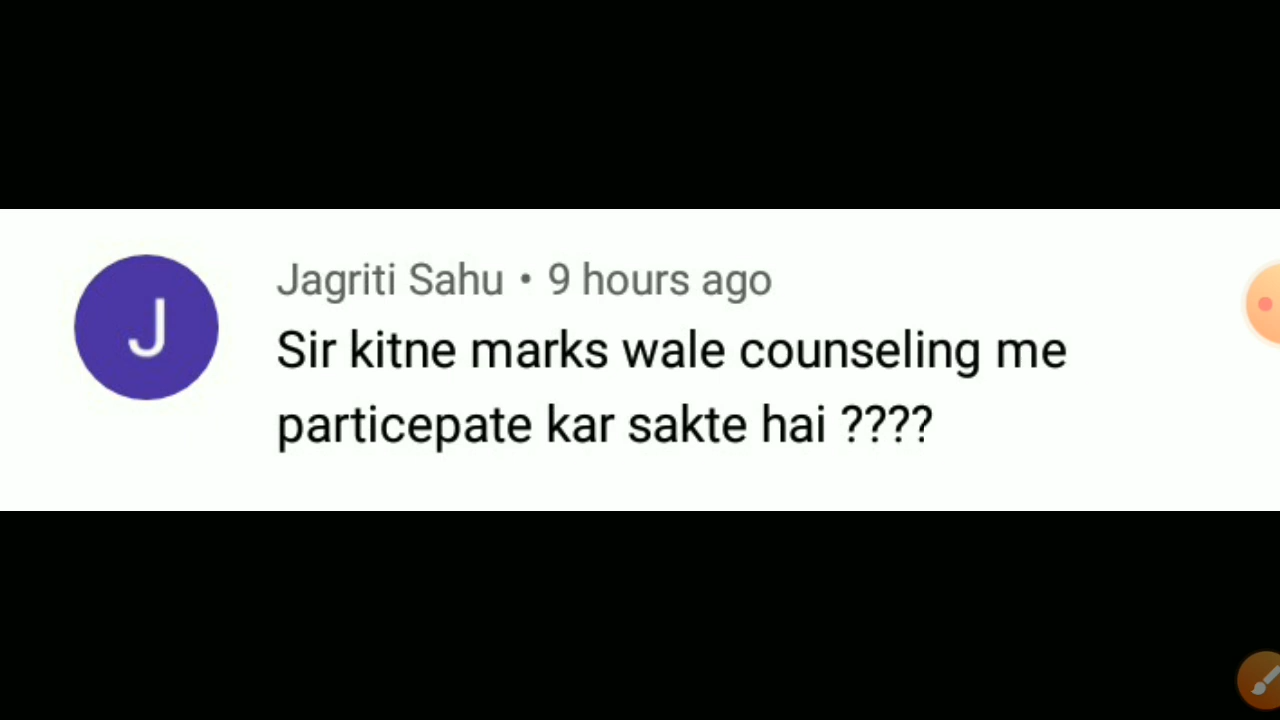 J
Jagriti Sahu • 9 hours ago
Sir kitne marks wale counseling me
particepate kar sakte hai ????